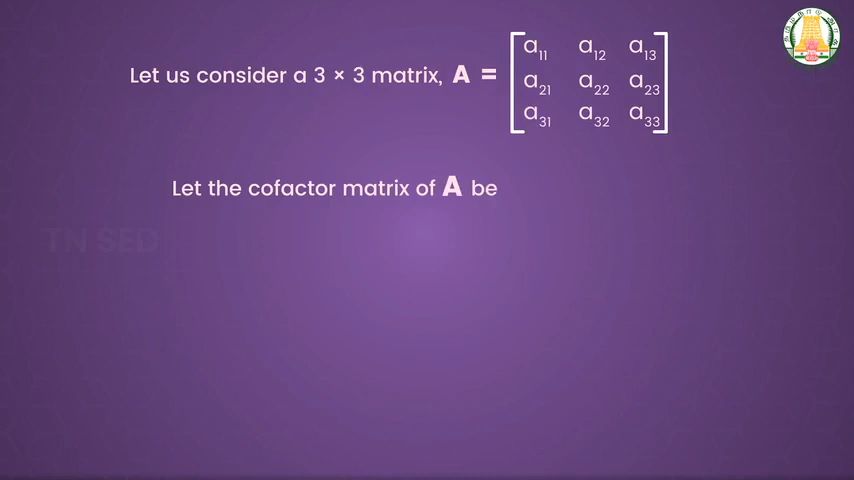 Let us consider a 3 × 3 matrix, A =
a11 a12 a13
a21 a22 a23
a31 a32 a33
Let the cofactor matrix of A be
TN SED